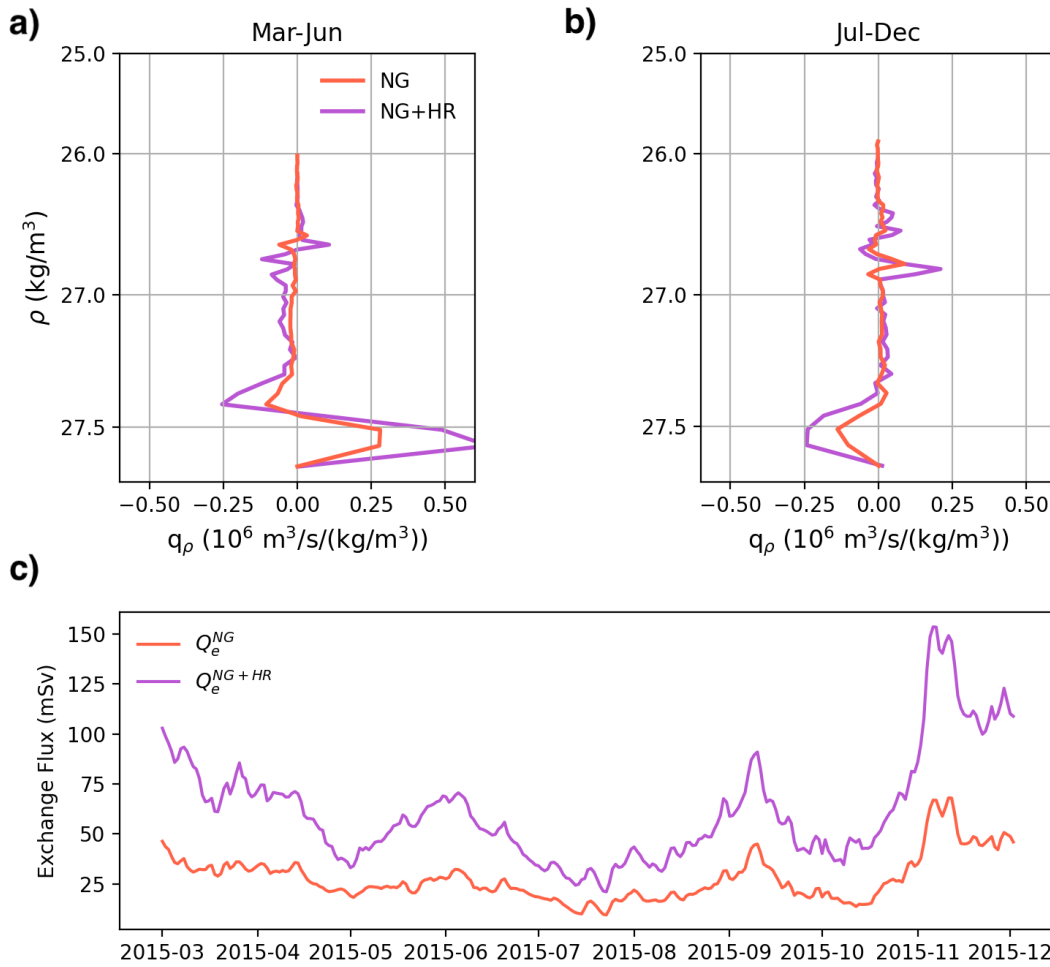 a)
Mar-Jun
b)
Jul-Dec
25.0
26.0
27.0
27.5
ρ (kg/m³)
NG
NG+HR
−0.50 −0.25 0.00 0.25 0.50
q_ρ (10⁶ m³/s/(kg/m³))
25.0
26.0
27.0
27.5
−0.50 −0.25 0.00 0.25 0.50
q_ρ (10⁶ m³/s/(kg/m³))
c)
Exchange Flux (mSv)
150
125
100
75
50
25
Q_e^{NG}
Q_e^{NG+HR}
2015-03 2015-04 2015-05 2015-06 2015-07 2015-08 2015-09 2015-10 2015-11 2015-12